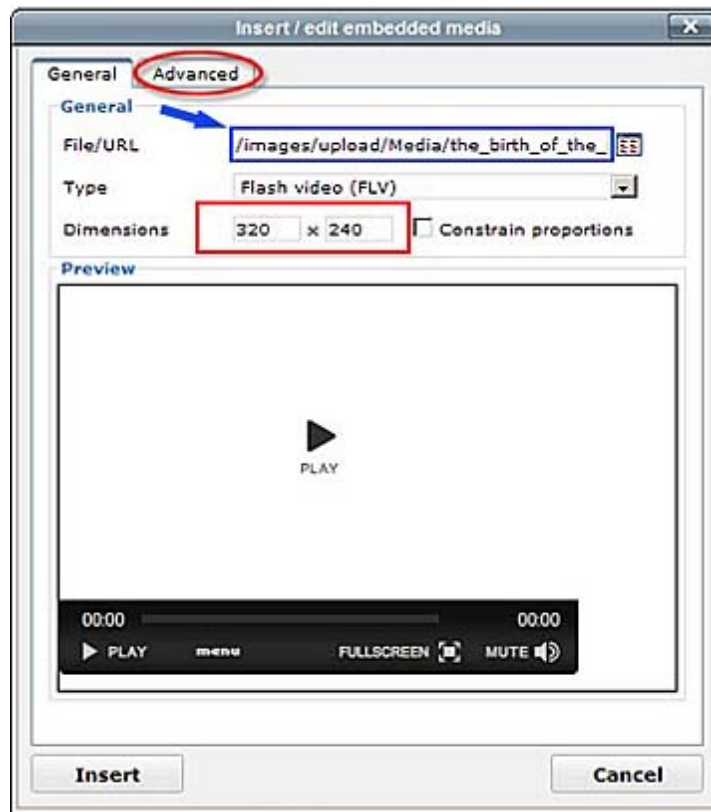 Insert / edit embedded media
General Advanced
General
File/URL /images/upload/Media/the_birth_of_the_
Type Flash video (FLV)
Dimensions 320 x 240 Constrain proportions
Preview
PLAY
00:00 00:00
PLAY menu FULLSCREEN MUTE
Insert Cancel